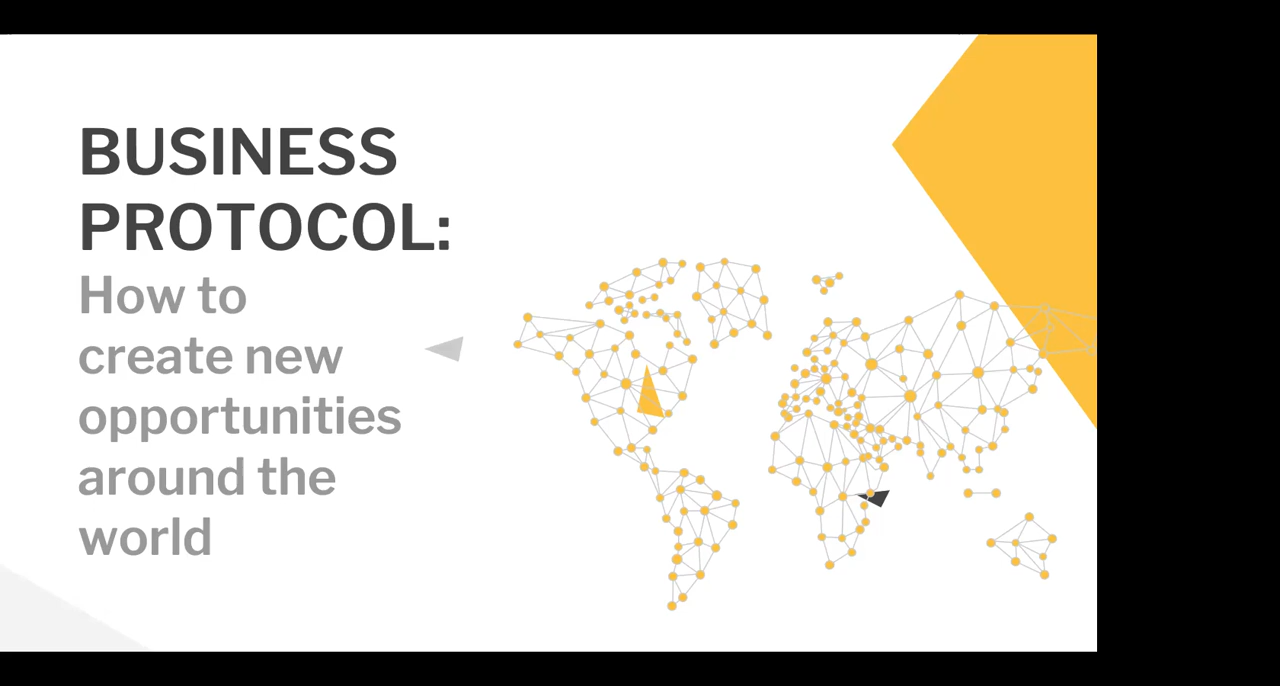 BUSINESS
PROTOCOL:
How to
create new
opportunities
around the
world